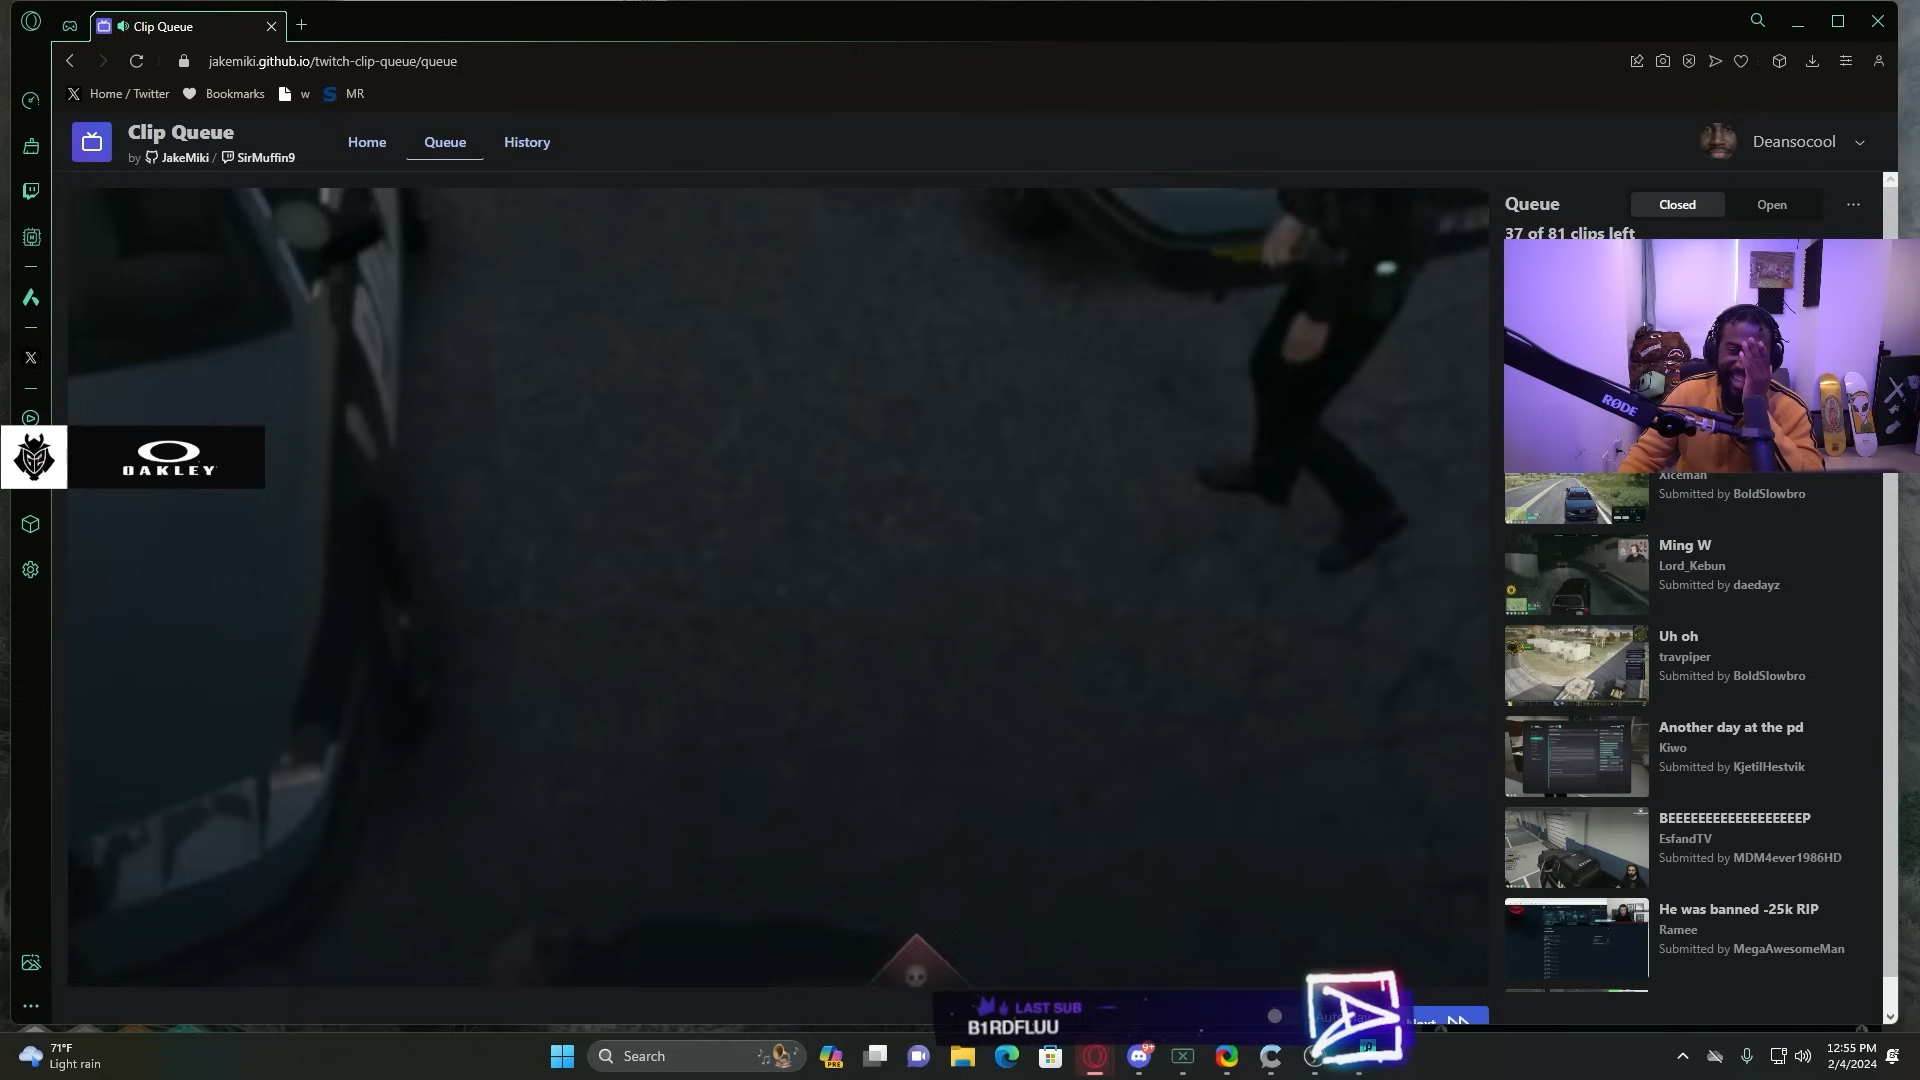 Clip Queue
jakemiki.github.io/twitch-clip-queue/queue
Home / Twitter
Bookmarks
w
MR
Clip Queue
by JakeMiki / SirMuffin9
Home
Queue
History
Deansocool
Queue
Closed
Open
37 of 81 clips left
RØDE
OAKLEY
Xiceman
Submitted by BoldSlowbro
Ming W
Lord_Kebun
Submitted by daedayz
Uh oh
travpiper
Submitted by BoldSlowbro
Another day at the pd
Kiwo
Submitted by KjetilHestvik
BEEEEEEEEEEEEEEEEEEP
EsfandTV
Submitted by MDM4ever1986HD
He was banned -25k RIP
Ramee
Submitted by MegaAwesomeMan
LAST SUB
B1RDFLUU
71°F
Light rain
Search
PRE
9+
12:55 PM
2/4/2024